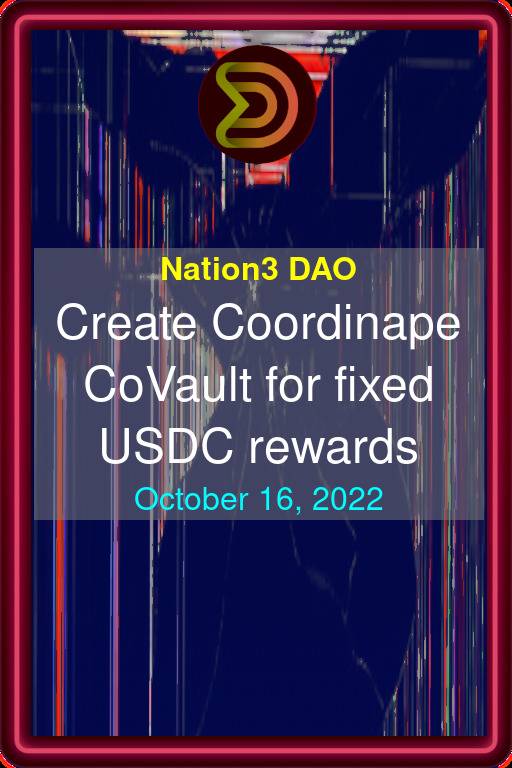 Nation3 DAO
Create Coordinape
CoVault for fixed
USDC rewards
October 16, 2022